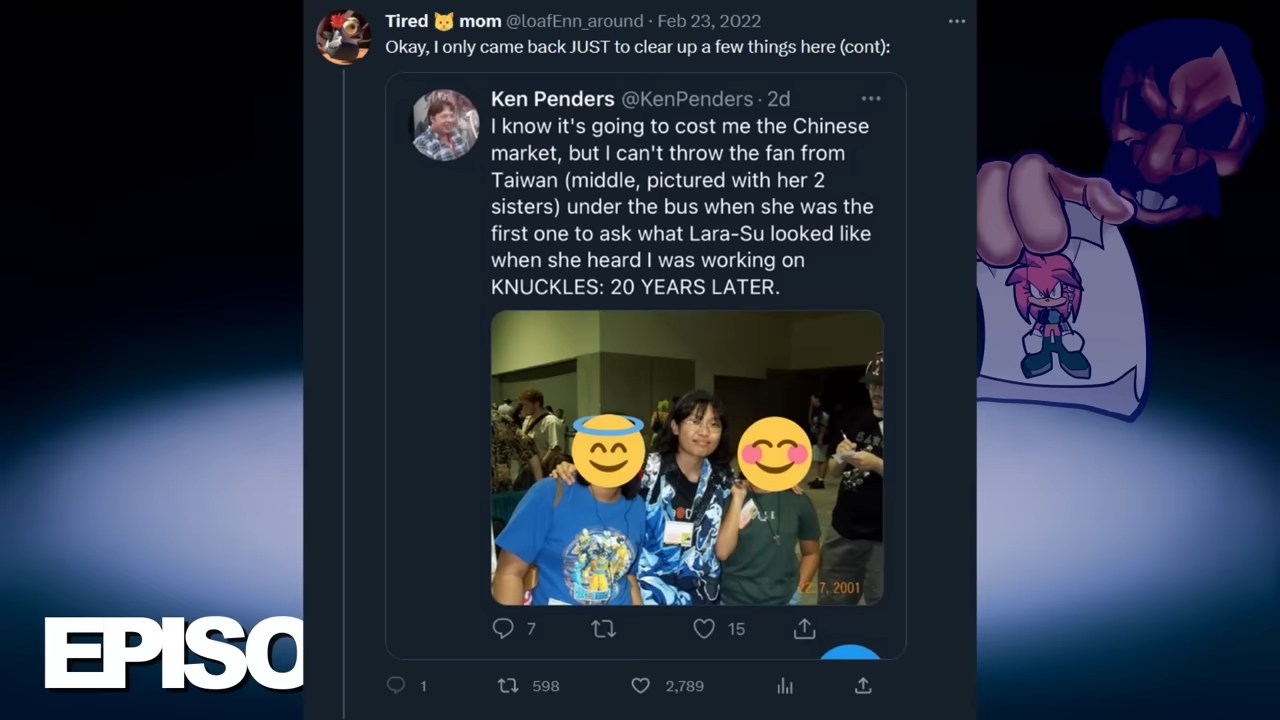 Tired 🐱 mom @loafEnn_around · Feb 23, 2022
Okay, I only came back JUST to clear up a few things here (cont):
Ken Penders @KenPenders · 2d
I know it's going to cost me the Chinese
market, but I can't throw the fan from
Taiwan (middle, pictured with her 2
sisters) under the bus when she was the
first one to ask what Lara-Su looked like
when she heard I was working on
KNUCKLES: 20 YEARS LATER.
22. 7. 2001
7 15
1 598 2,789
EPISO